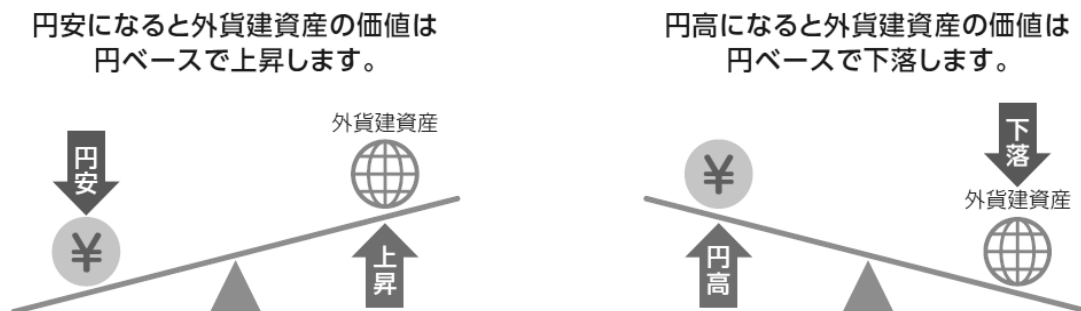 円安になると外貨建資産の価値は
円ベースで上昇します。
円安
¥
外貨建資産
上昇
円高になると外貨建資産の価値は
円ベースで下落します。
¥
円高
下落
外貨建資産